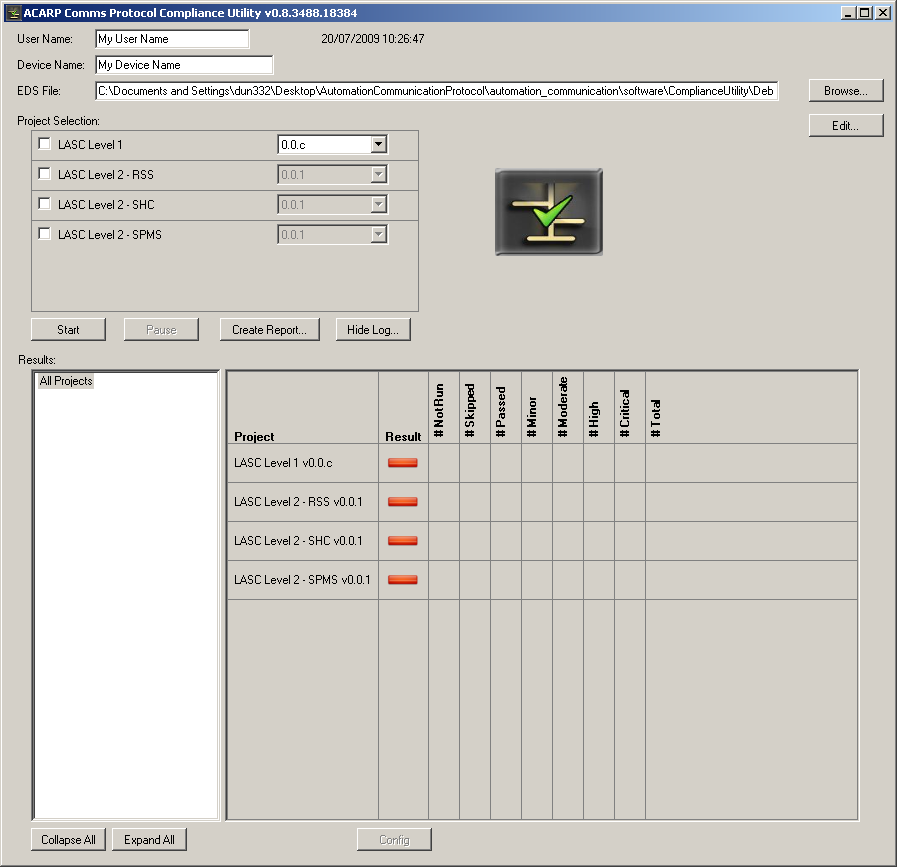 ACARP Comms Protocol Compliance Utility v0.8.3488.18384
User Name: My User Name 20/07/2009 10:26:47
Device Name: My Device Name
EDS File: C:\Documents and Settings\dun332\Desktop\AutomationCommunicationProtocol\automation_communication\software\ComplianceUtility\Deb Browse...
Project Selection: Edit...
LASC Level 1 0.0.c
LASC Level 2 - RSS 0.0.1
LASC Level 2 - SHC 0.0.1
LASC Level 2 - SPMS 0.0.1
Start Pause Create Report... Hide Log...
Results:
All Projects
Project Result # NotRun # Skipped # Passed # Minor # Moderate # High # Critical # Total
LASC Level 1 v0.0.c
LASC Level 2 - RSS v0.0.1
LASC Level 2 - SHC v0.0.1
LASC Level 2 - SPMS v0.0.1
Collapse All Expand All Config